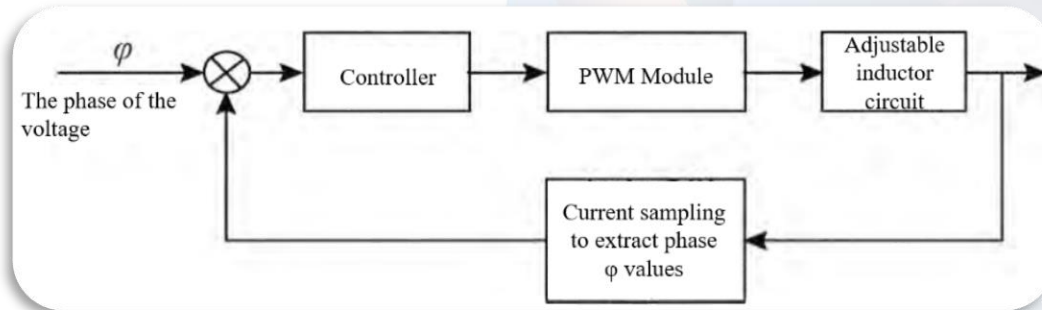 φ
The phase of the
voltage
Controller
PWM Module
Adjustable
inductor
circuit
Current sampling
to extract phase
φ values